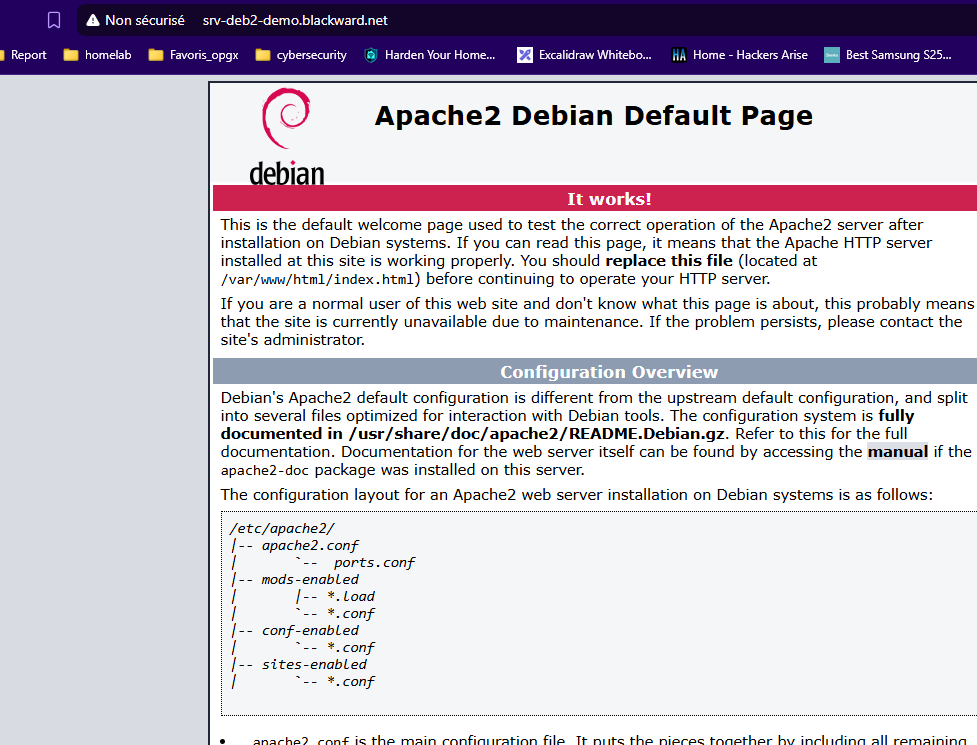 Non sécurisé srv-deb2-demo.blackward.net
Report homelab Favoris_opgx cybersecurity Harden Your Home... Excalidraw Whitebo... HA Home - Hackers Arise Best Samsung S25...
debian
Apache2 Debian Default Page
It works!
This is the default welcome page used to test the correct operation of the Apache2 server after
installation on Debian systems. If you can read this page, it means that the Apache HTTP server
installed at this site is working properly. You should replace this file (located at
/var/www/html/index.html) before continuing to operate your HTTP server.
If you are a normal user of this web site and don't know what this page is about, this probably means
that the site is currently unavailable due to maintenance. If the problem persists, please contact the
site's administrator.
Configuration Overview
Debian's Apache2 default configuration is different from the upstream default configuration, and split
into several files optimized for interaction with Debian tools. The configuration system is fully
documented in /usr/share/doc/apache2/README.Debian.gz. Refer to this for the full
documentation. Documentation for the web server itself can be found by accessing the manual if the
apache2-doc package was installed on this server.
The configuration layout for an Apache2 web server installation on Debian systems is as follows:
/etc/apache2/
|-- apache2.conf
|       `--  ports.conf
|-- mods-enabled
|       |-- *.load
|       `-- *.conf
|-- conf-enabled
|       `-- *.conf
|-- sites-enabled
|       `-- *.conf
• apache2.conf is the main configuration file. It puts the pieces together by including all remaining